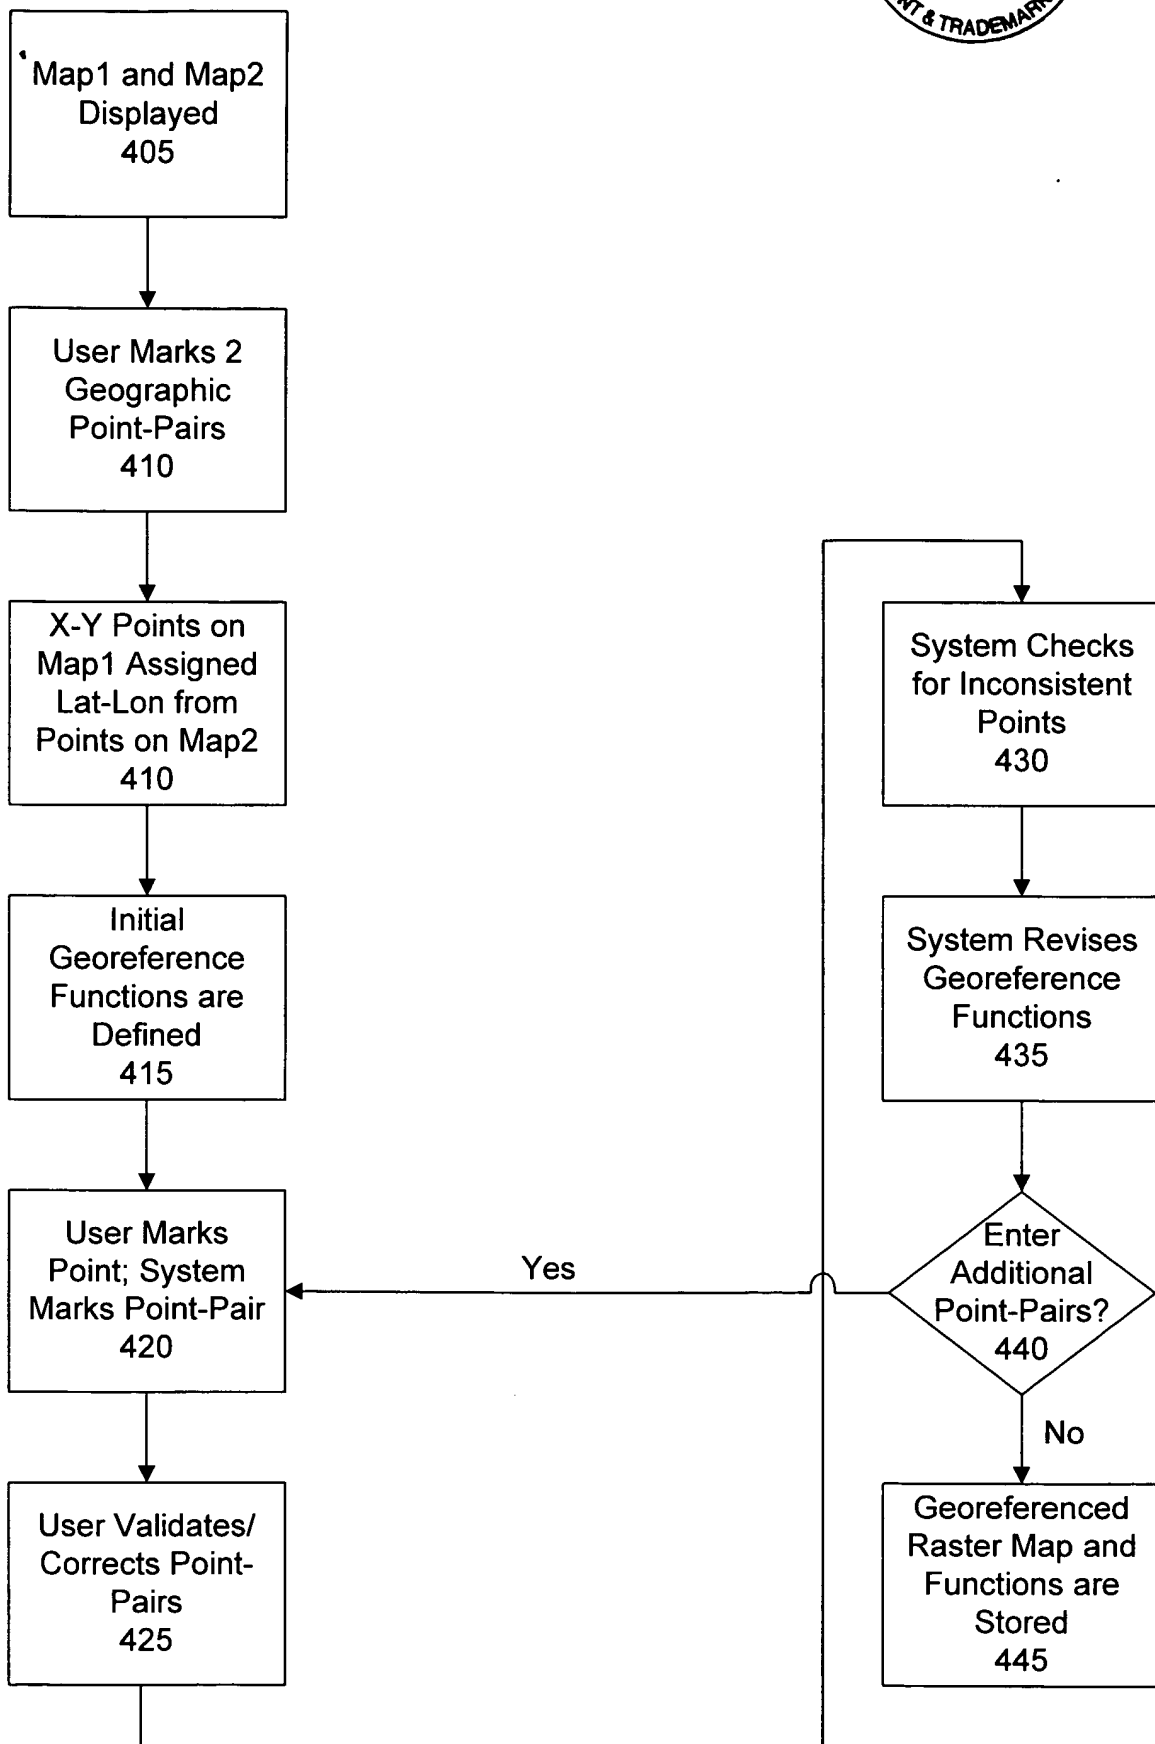 NT & TRADEMARK
Map1 and Map2
Displayed
405
User Marks 2
Geographic
Point-Pairs
410
X-Y Points on
Map1 Assigned
Lat-Lon from
Points on Map2
410
Initial
Georeference
Functions are
Defined
415
User Marks
Point; System
Marks Point-Pair
420
User Validates/
Corrects Point-
Pairs
425
System Checks
for Inconsistent
Points
430
System Revises
Georeference
Functions
435
Enter
Additional
Point-Pairs?
440
Yes
No
Georeferenced
Raster Map and
Functions are
Stored
445